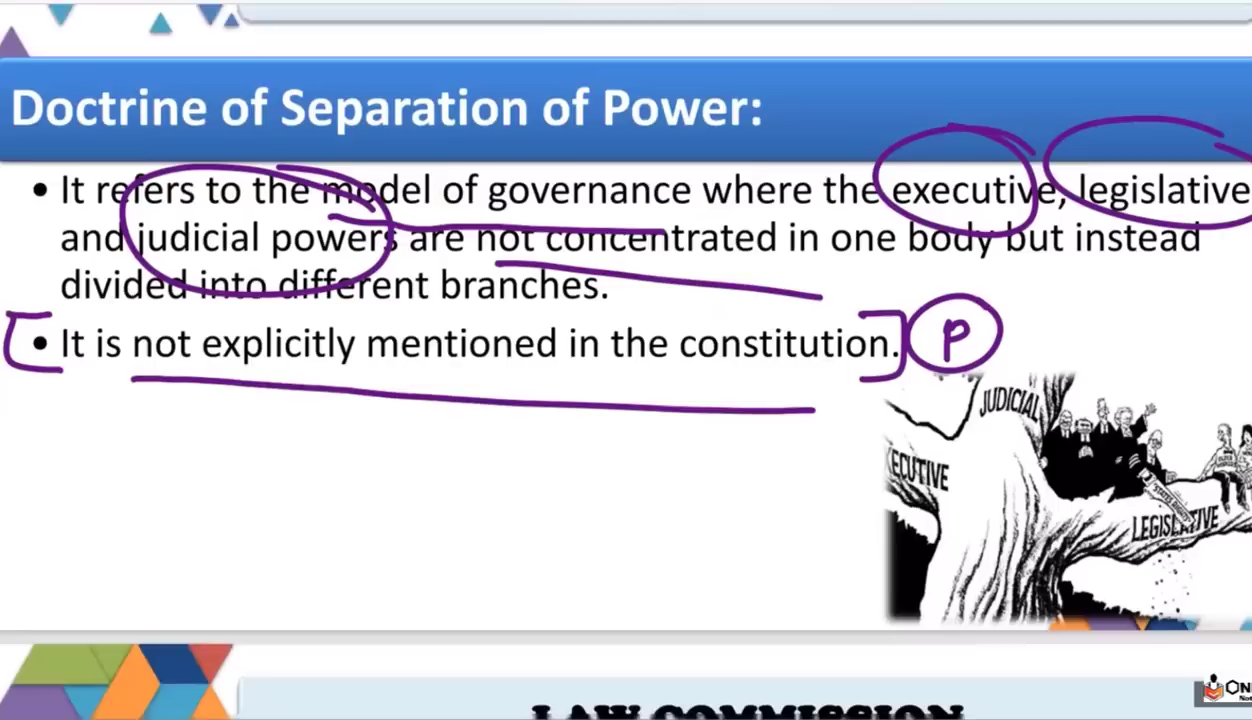 Doctrine of Separation of Power:
• It refers to the model of governance where the executive, legislative
and judicial powers are not concentrated in one body but instead
divided into different branches.
• It is not explicitly mentioned in the constitution.
P
JUDICIAL
ECUTIVE
LEGISLATIVE
LAW COMMISSION